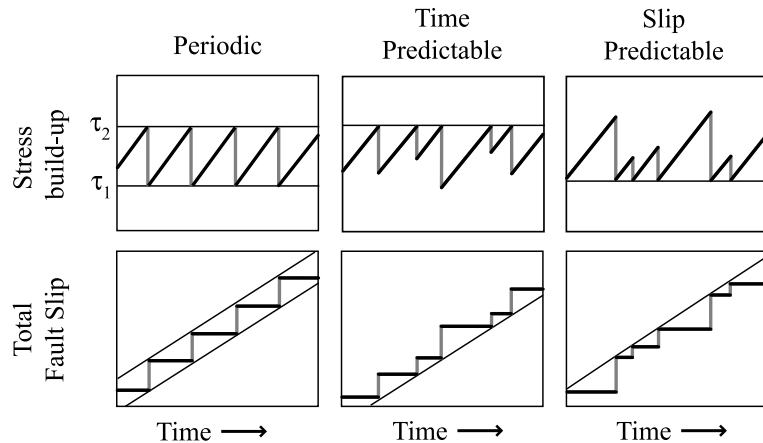 Periodic
Time
Predictable
Slip
Predictable
Stress
build-up
τ2
τ1
Total
Fault Slip
Time
Time
Time